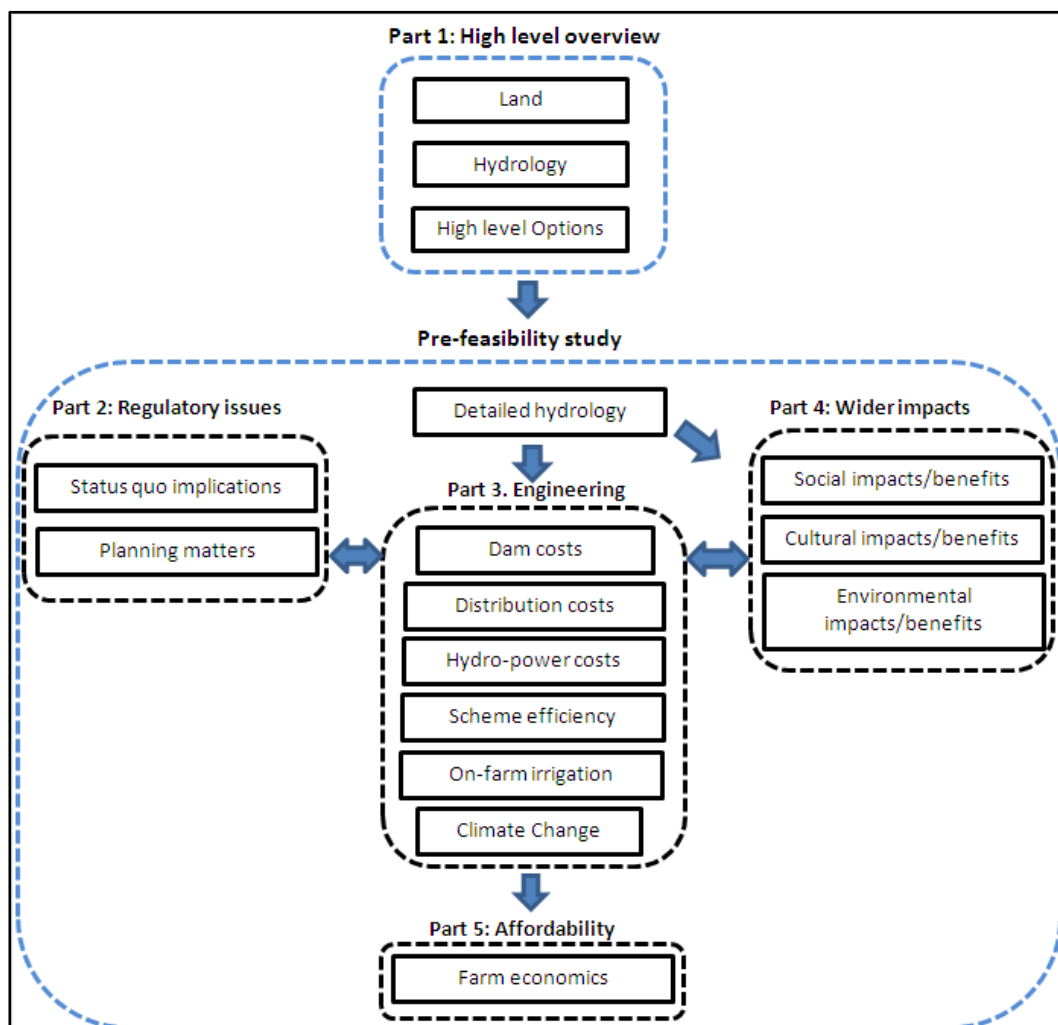 Part 1: High level overview
Land
Hydrology
High level Options
Pre-feasibility study
Part 2: Regulatory issues
Status quo implications
Planning matters
Detailed hydrology
Part 3. Engineering
Dam costs
Distribution costs
Hydro-power costs
Scheme efficiency
On-farm irrigation
Climate Change
Part 4: Wider impacts
Social impacts/benefits
Cultural impacts/benefits
Environmental
impacts/benefits
Part 5: Affordability
Farm economics